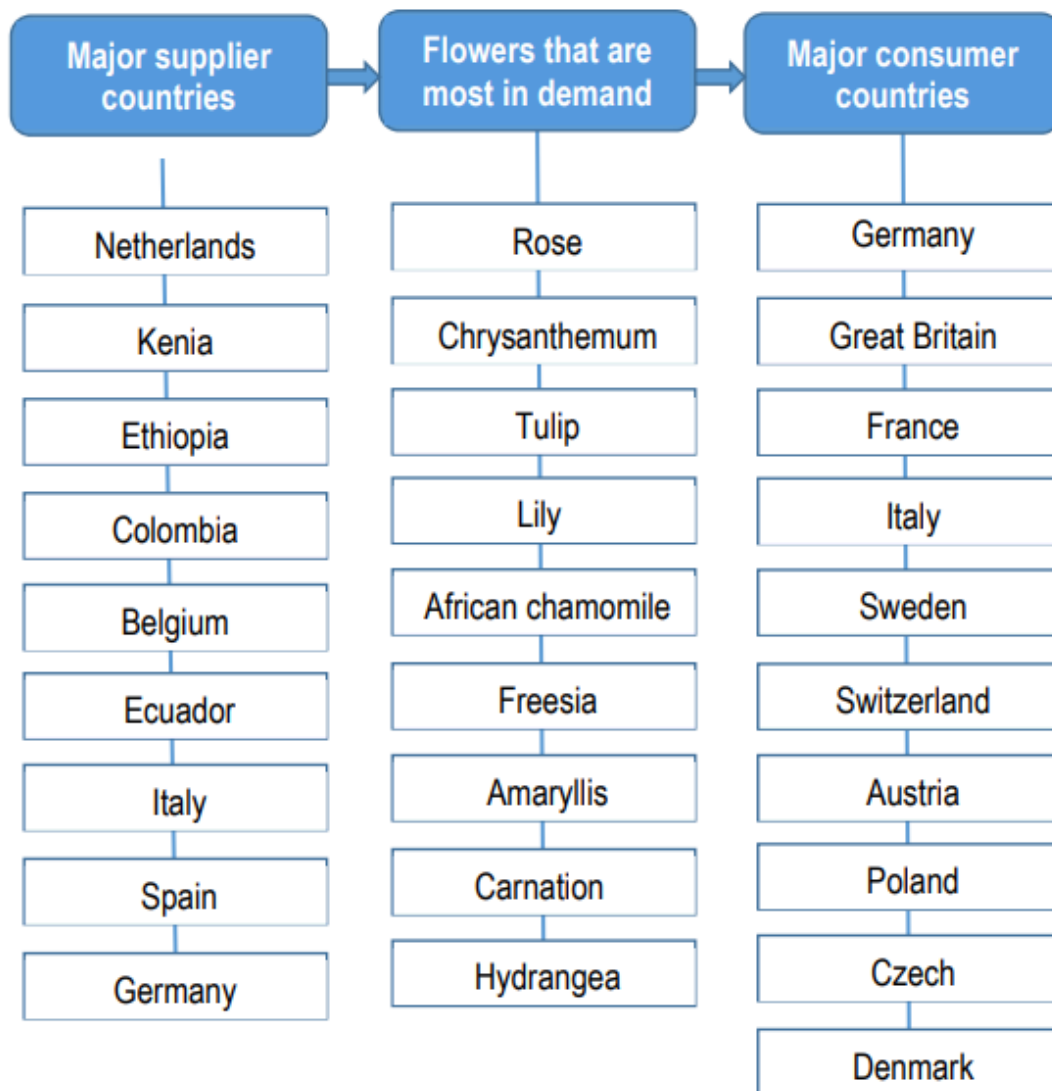 Major supplier
countries
Flowers that are
most in demand
Major consumer
countries
Netherlands
Kenia
Ethiopia
Colombia
Belgium
Ecuador
Italy
Spain
Germany
Rose
Chrysanthemum
Tulip
Lily
African chamomile
Freesia
Amaryllis
Carnation
Hydrangea
Germany
Great Britain
France
Italy
Sweden
Switzerland
Austria
Poland
Czech
Denmark